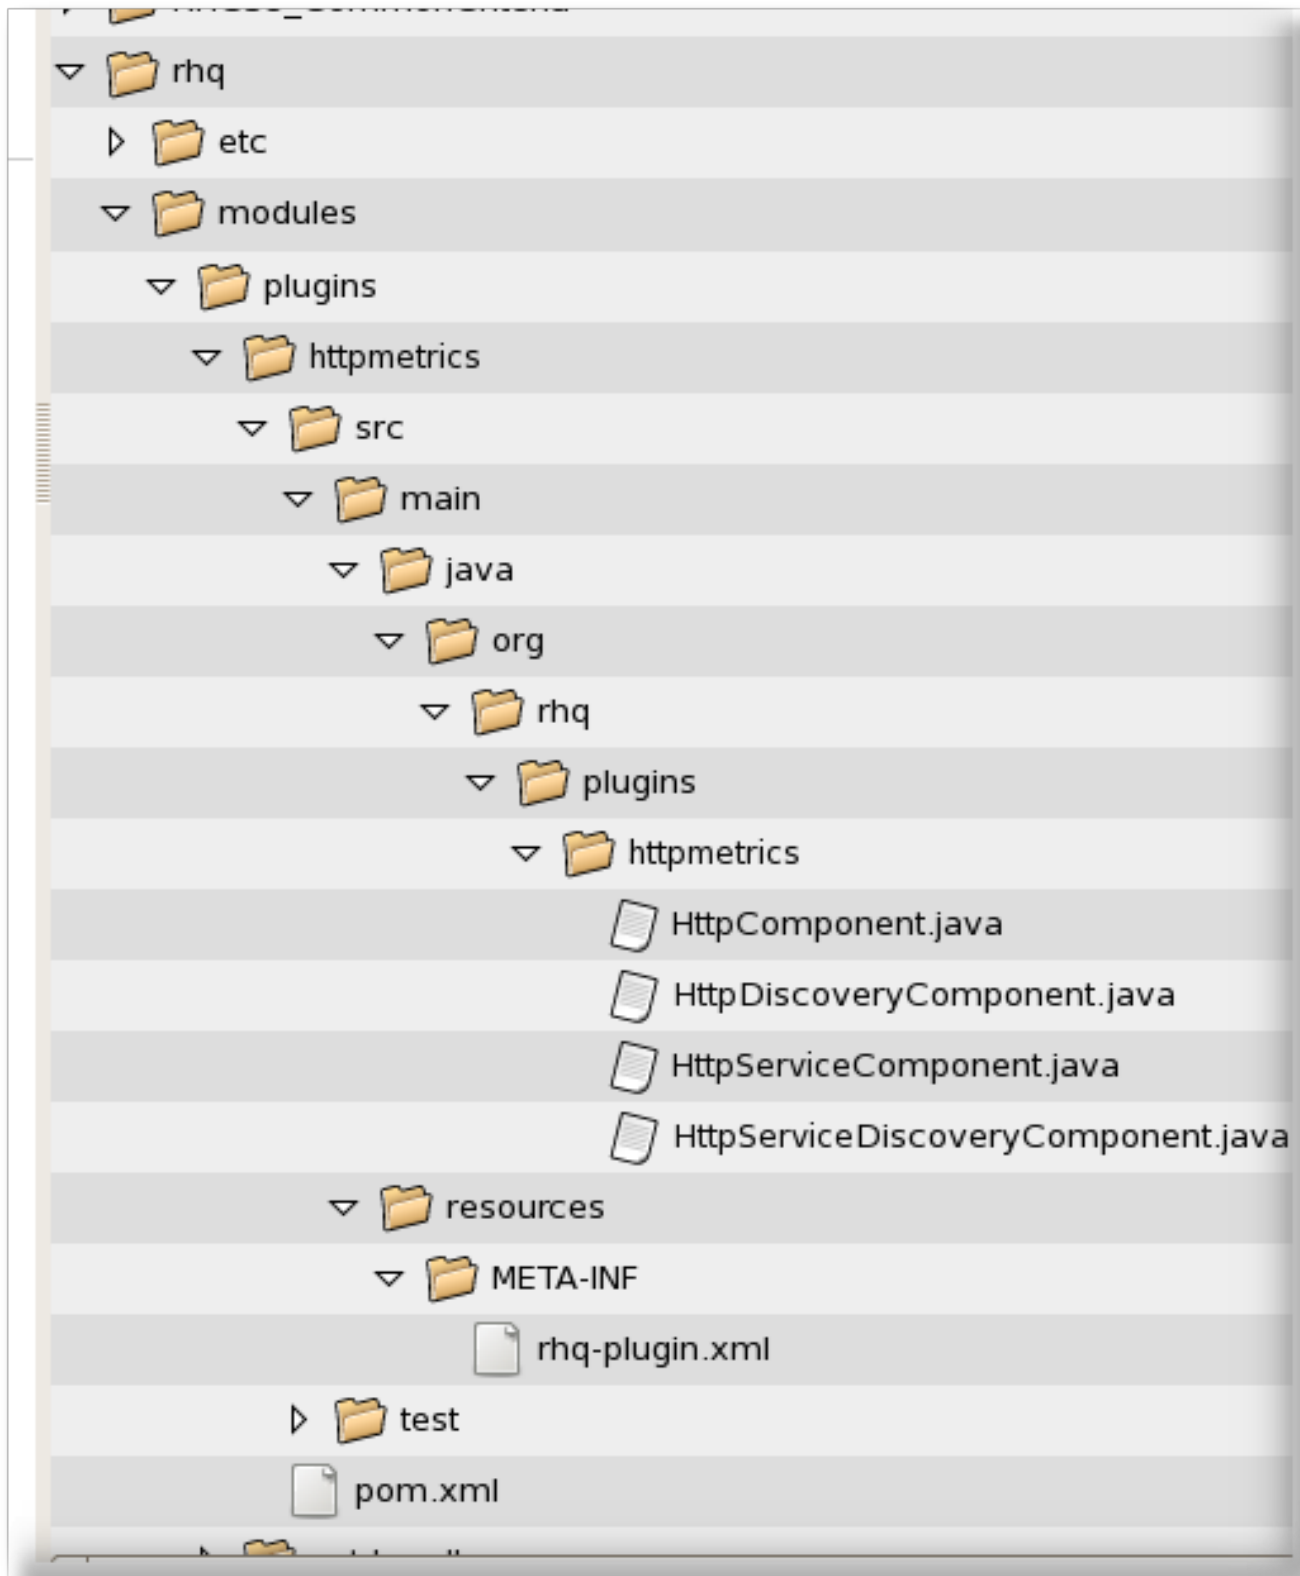 rhq
etc
modules
plugins
httpmetrics
src
main
java
org
rhq
plugins
httpmetrics
HttpComponent.java
HttpDiscoveryComponent.java
HttpServiceComponent.java
HttpServiceDiscoveryComponent.java
resources
META-INF
rhq-plugin.xml
test
pom.xml